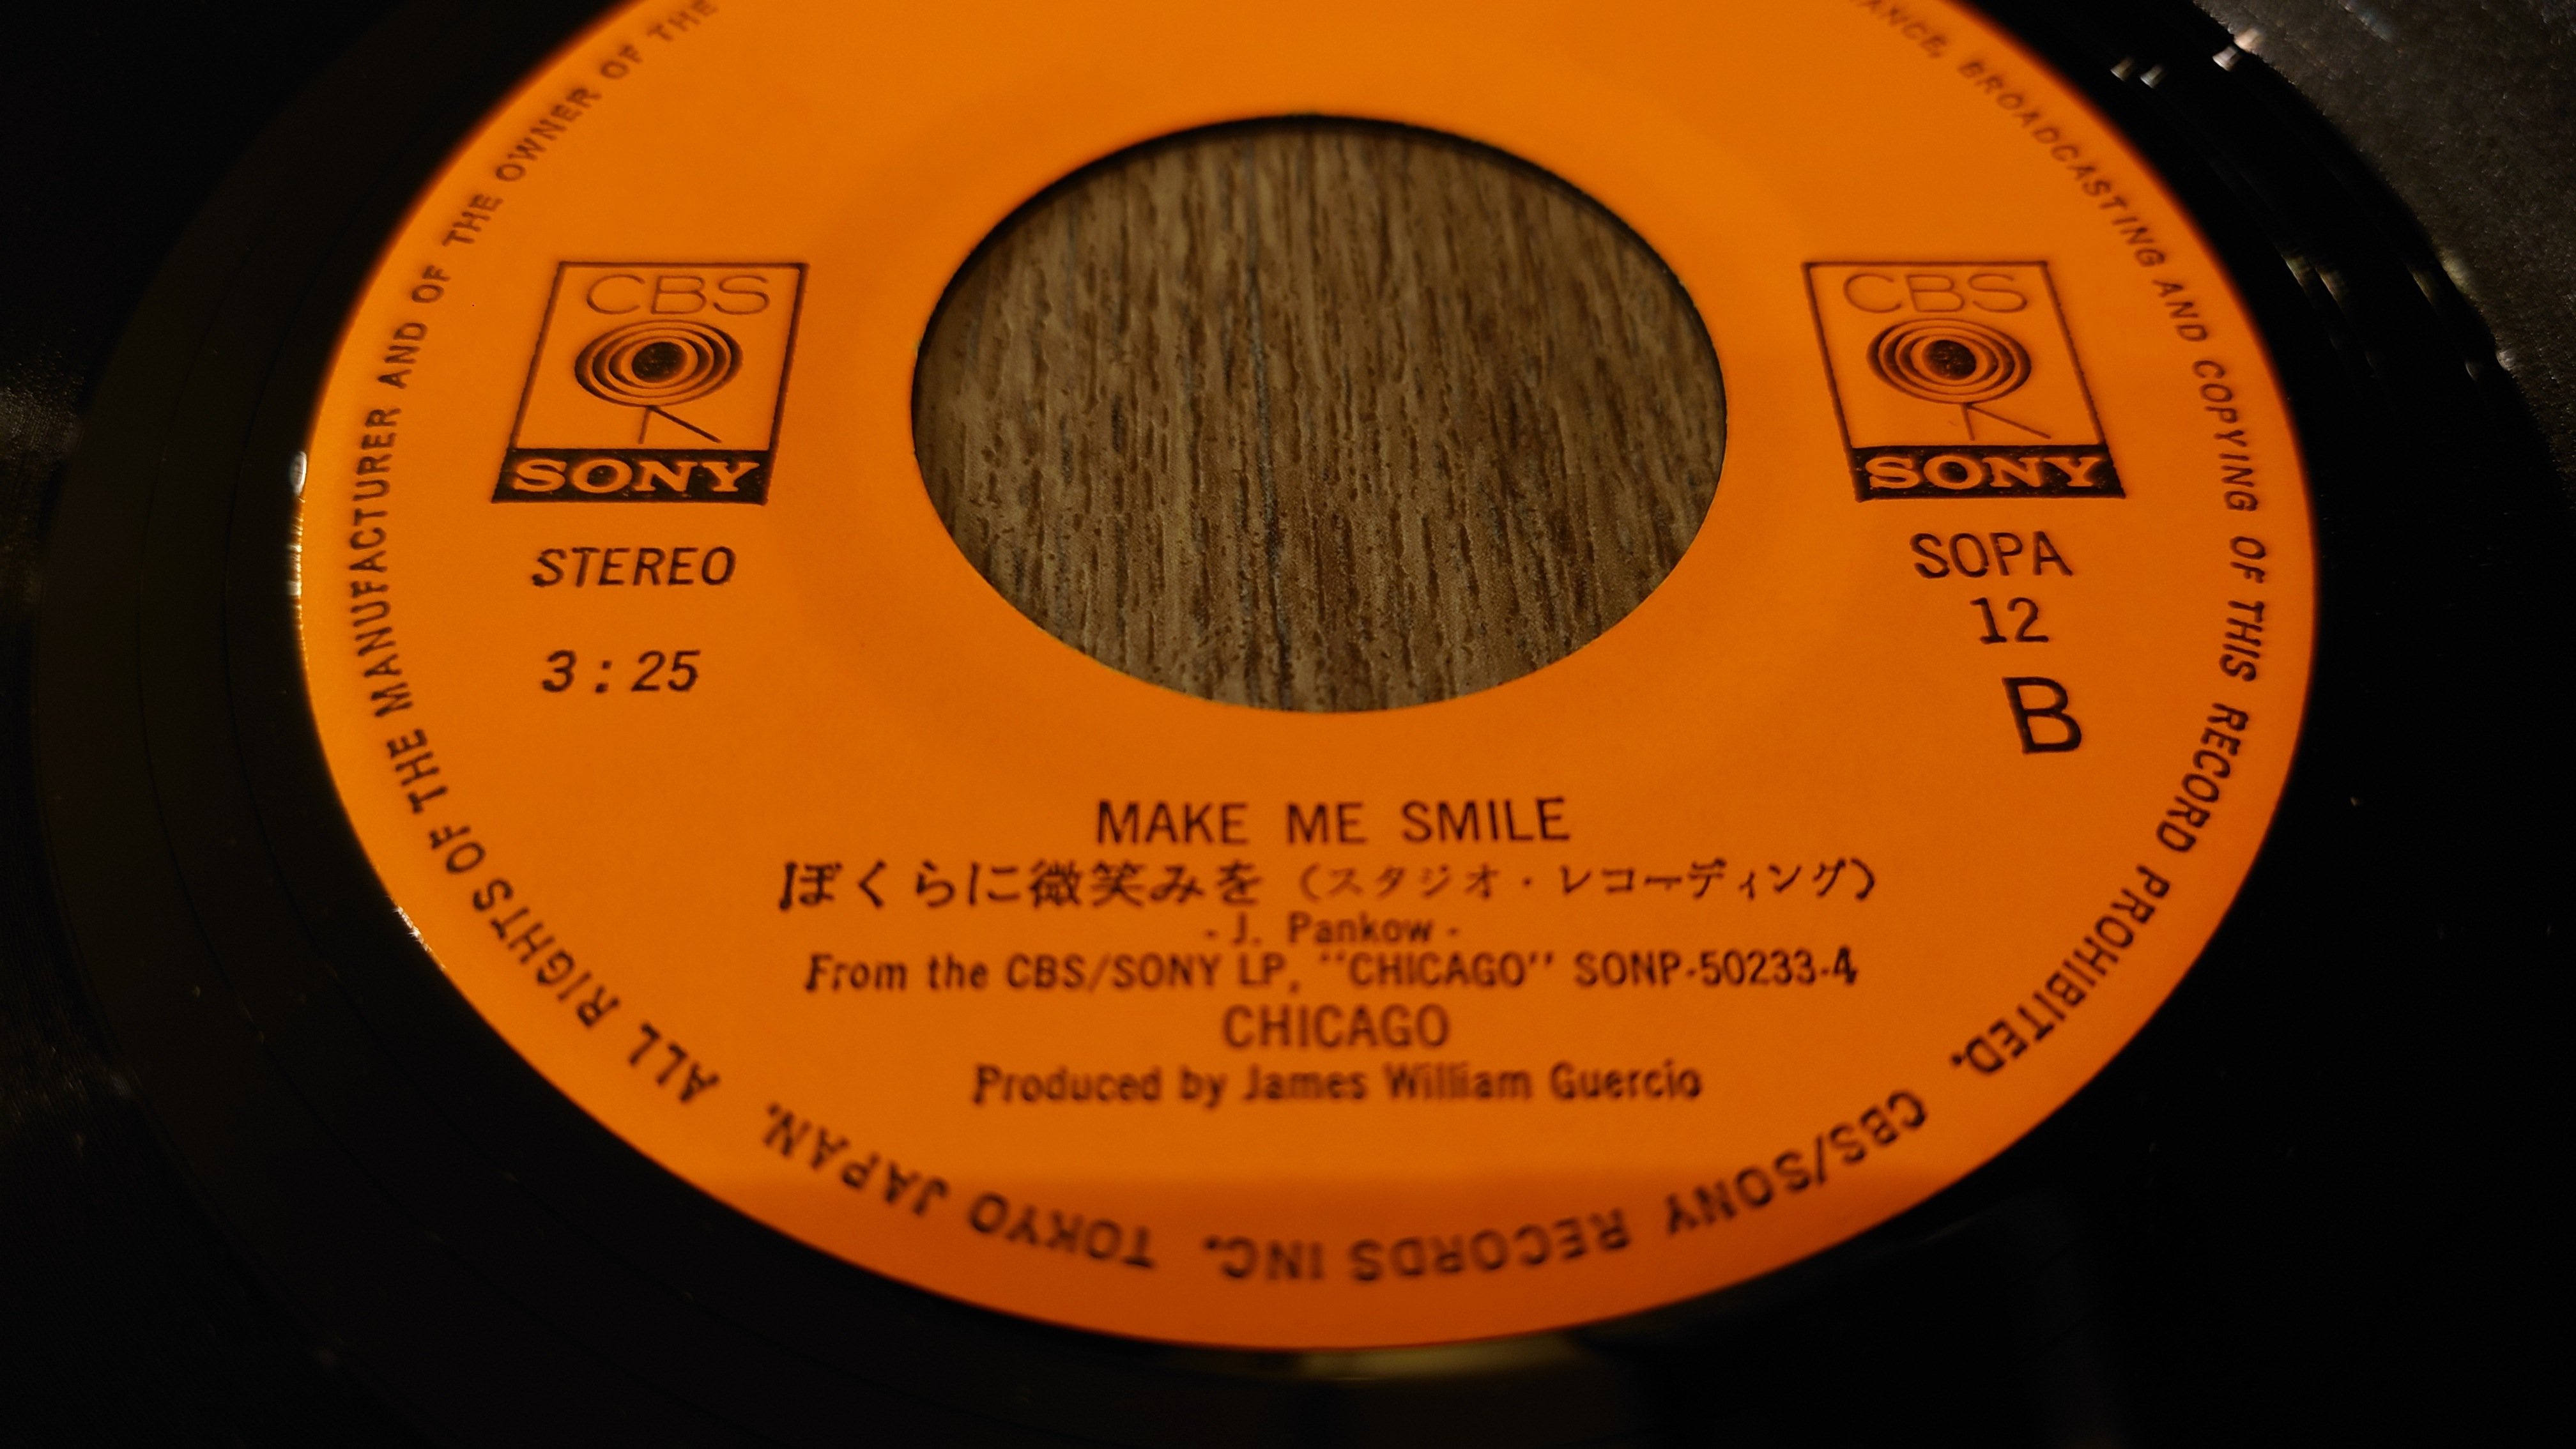 CBS
SONY
STEREO
3:25
CBS
SONY
SOPA
12
B
MAKE ME SMILE
ぼくらに微笑みを（スタジオ・レコーディング）
- J. Pankow -
From the CBS/SONY LP, "CHICAGO" SONP-50233-4
CHICAGO
Produced by James William Guercio
ALL RIGHTS OF THE MANUFACTURER AND OF THE OWNER OF THE
BROADCASTING AND COPYING OF THIS RECORD PROHIBITED. CBS/SONY RECORDS INC. TOKYO JAPAN.